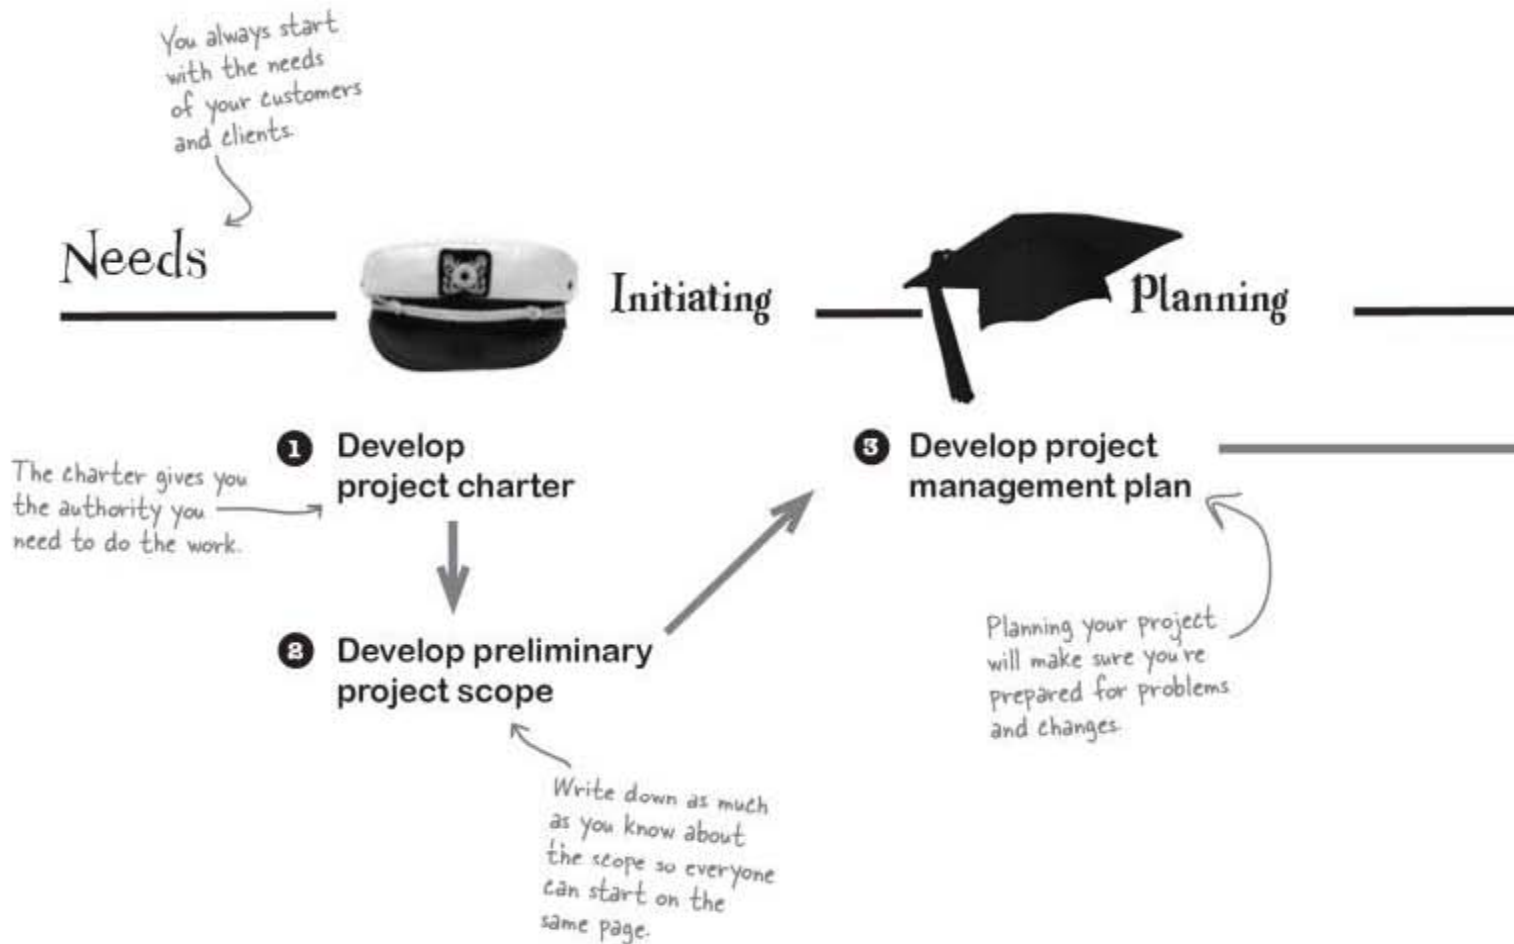 You always start
with the needs
of your customers
and clients.
Needs
Initiating
Planning
1 Develop
project charter
The charter gives you
the authority you
need to do the work.
2 Develop preliminary
project scope
Write down as much
as you know about
the scope so everyone
can start on the
same page.
3 Develop project
management plan
Planning your project
will make sure you're
prepared for problems
and changes.